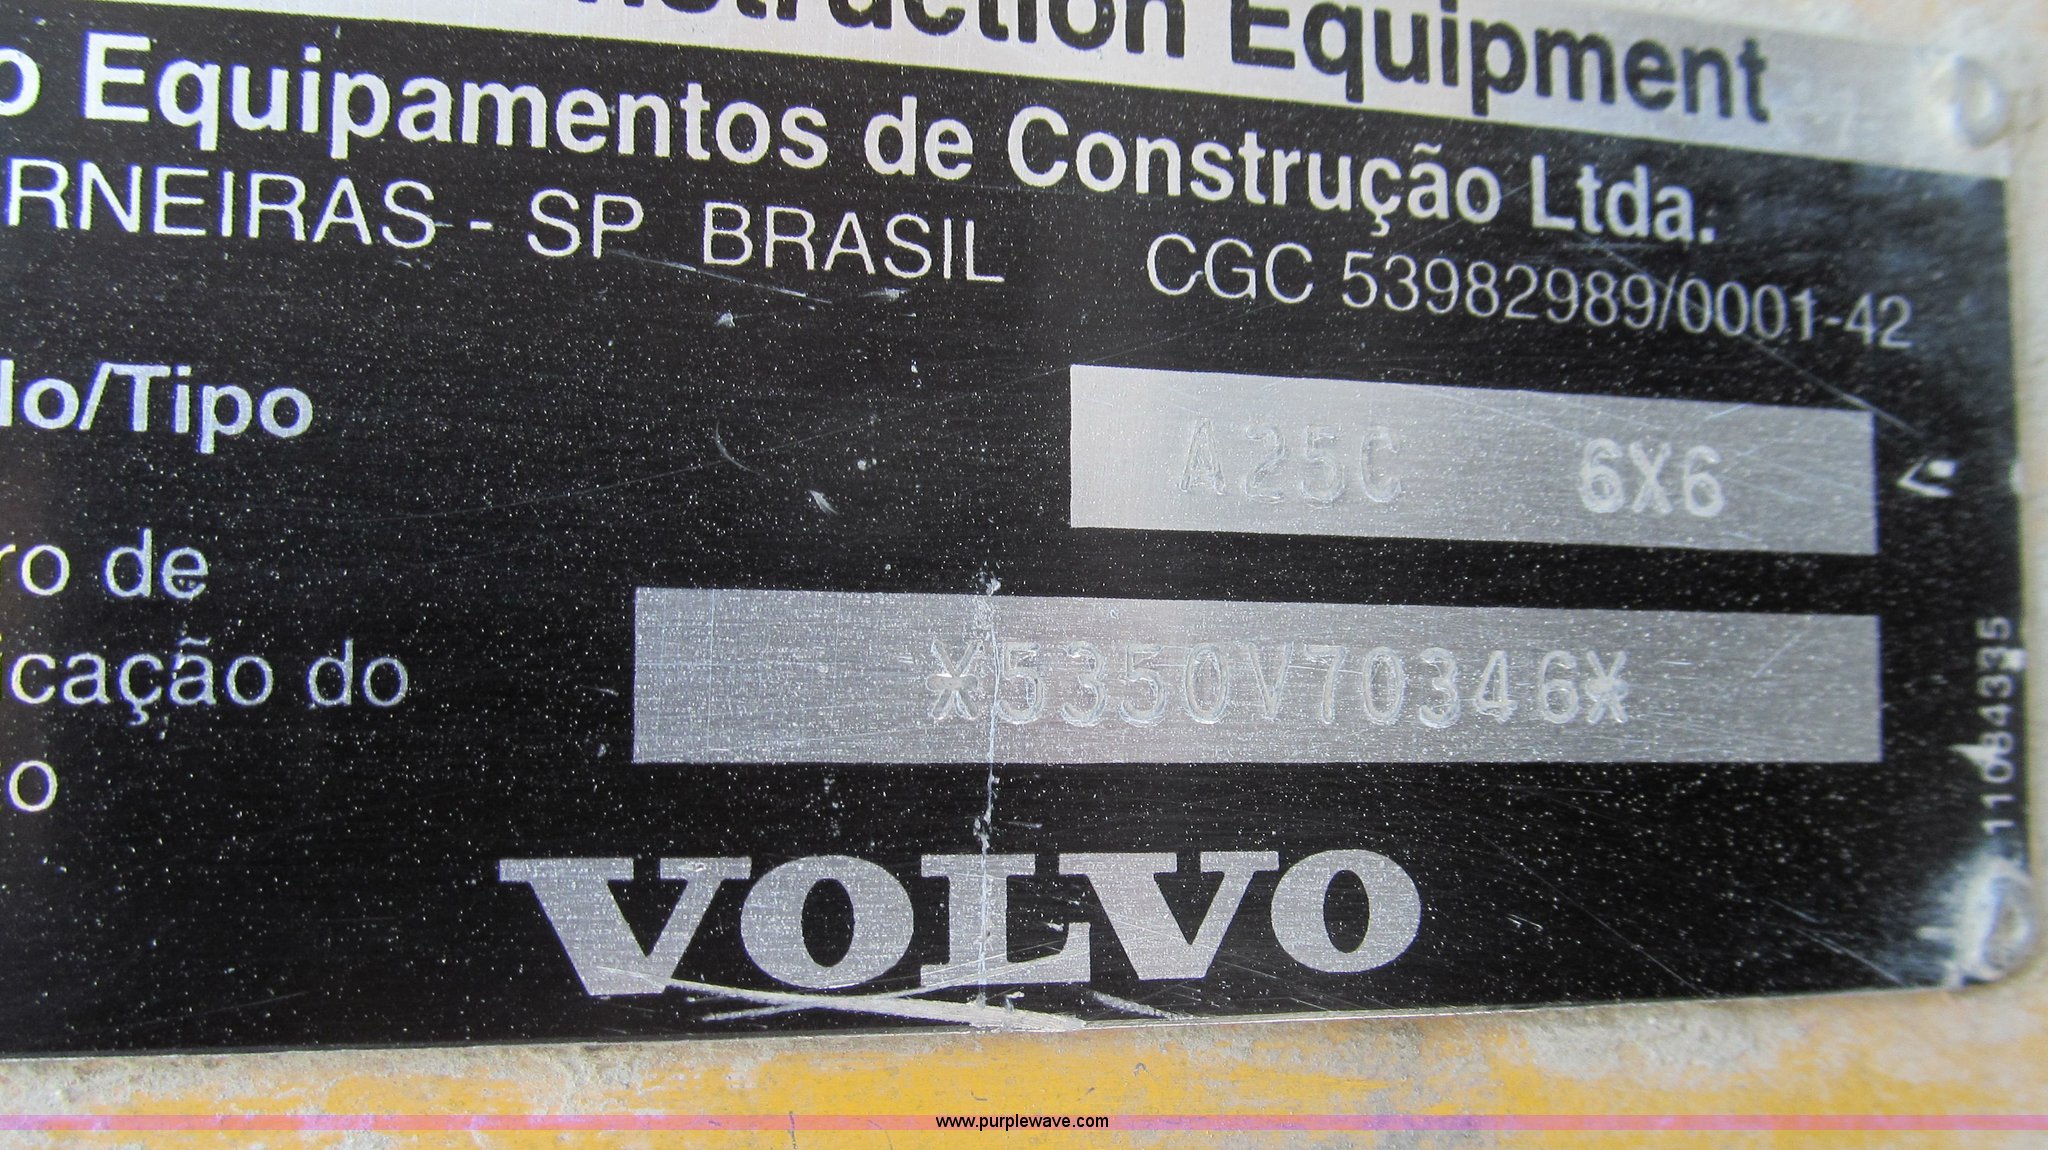 nstruction Equipment
o Equipamentos de Construção Ltda.
RNEIRAS - SP BRASIL CGC 53982989/0001-42
lo/Tipo A25C 6X6
ro de
icação do *5350V70346*
o
VOLVO
11084335
www.purplewave.com